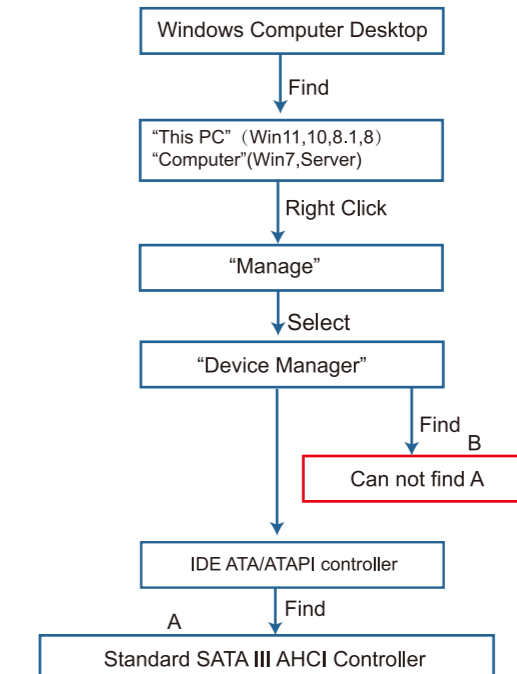 Windows Computer Desktop
Find
“This PC”（Win11,10,8.1,8）
“Computer”(Win7,Server)
Right Click
“Manage”
Select
“Device Manager”
Find
B
Can not find A
IDE ATA/ATAPI controller
Find
A
Standard SATA III AHCI Controller